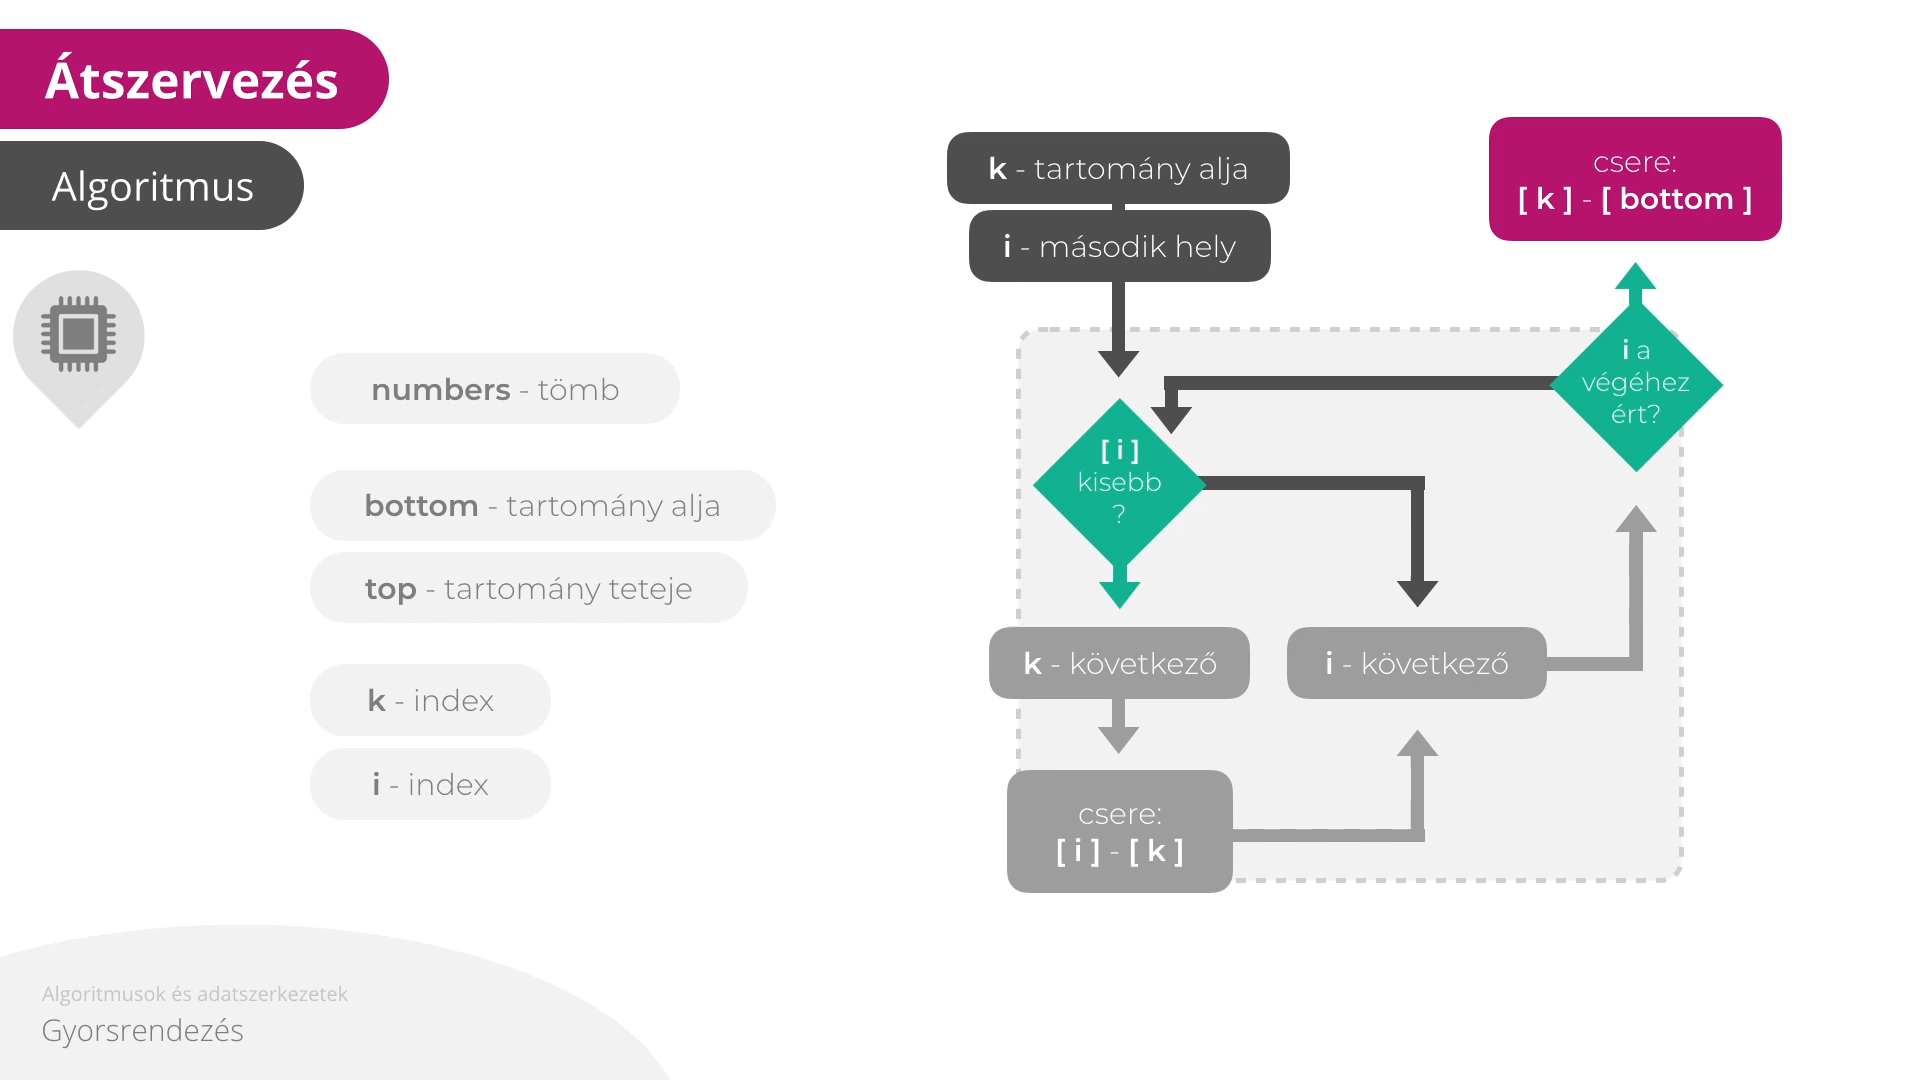 Átszervezés
Algoritmus
numbers - tömb
bottom - tartomány alja
top - tartomány teteje
k - index
i - index
k - tartomány alja
i - második hely
csere:
[ k ] - [ bottom ]
i a
végéhez
ért?
[ i ]
kisebb
?
k - következő
i - következő
csere:
[ i ] - [ k ]
Algoritmusok és adatszerkezetek
Gyorsrendezés